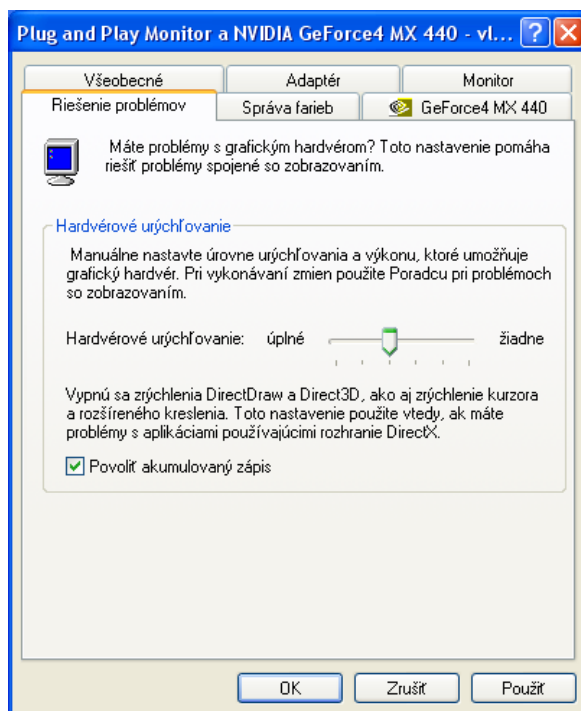 Plug and Play Monitor a NVIDIA GeForce4 MX 440 - vl...
Všeobecné
Adaptér
Monitor
Riešenie problémov
Správa farieb
GeForce4 MX 440
Máte problémy s grafickým hardvérom? Toto nastavenie pomáha
riešiť problémy spojené so zobrazovaním.
Hardvérové urýchľovanie
Manuálne nastavte úrovne urýchľovania a výkonu, ktoré umožňuje
grafický hardvér. Pri vykonávaní zmien použite Poradcu pri problémoch
so zobrazovaním.
Hardvérové urýchľovanie: úplné žiadne
Vypnú sa zrýchlenia DirectDraw a Direct3D, ako aj zrýchlenie kurzora
a rozšíreného kreslenia. Toto nastavenie použite vtedy, ak máte
problémy s aplikáciami používajúcimi rozhranie DirectX.
Povoliť akumulovaný zápis
OK
Zrušiť
Použiť